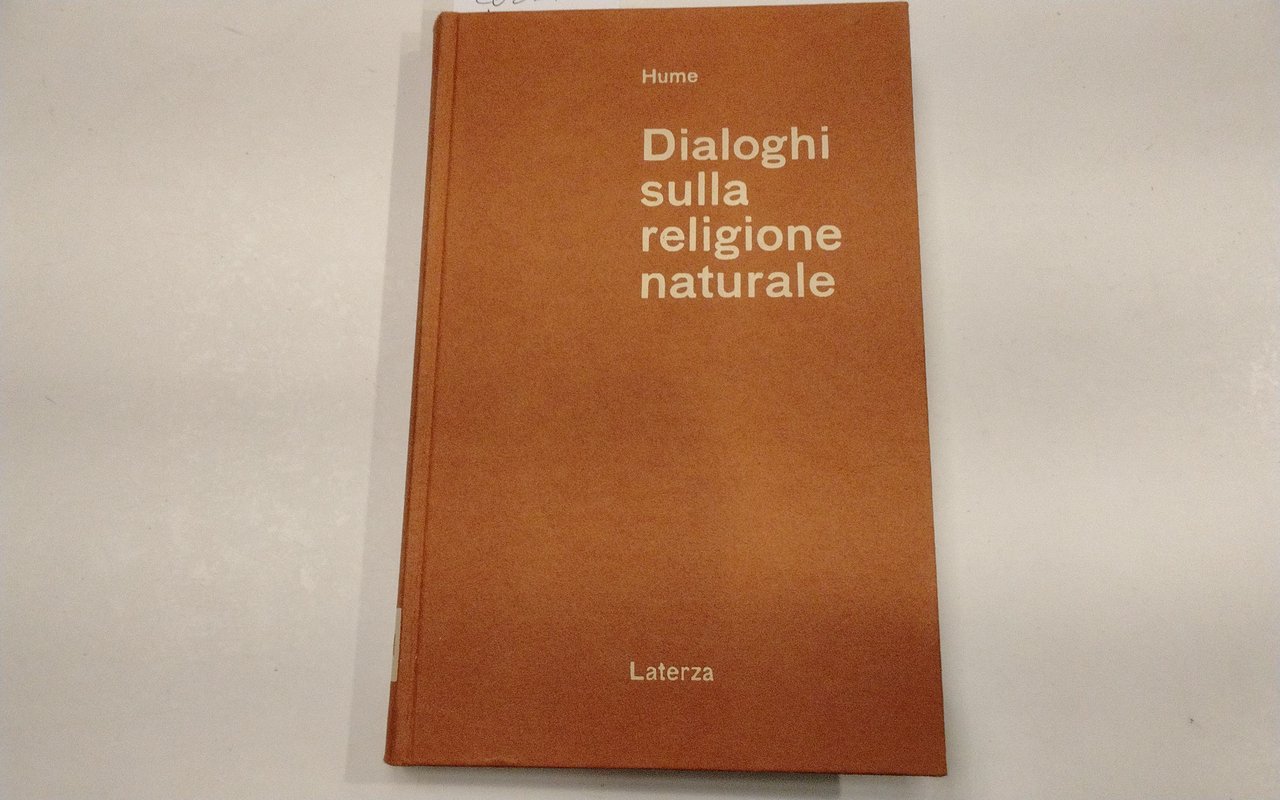 Hume
Dialoghi
sulla
religione
naturale
Laterza